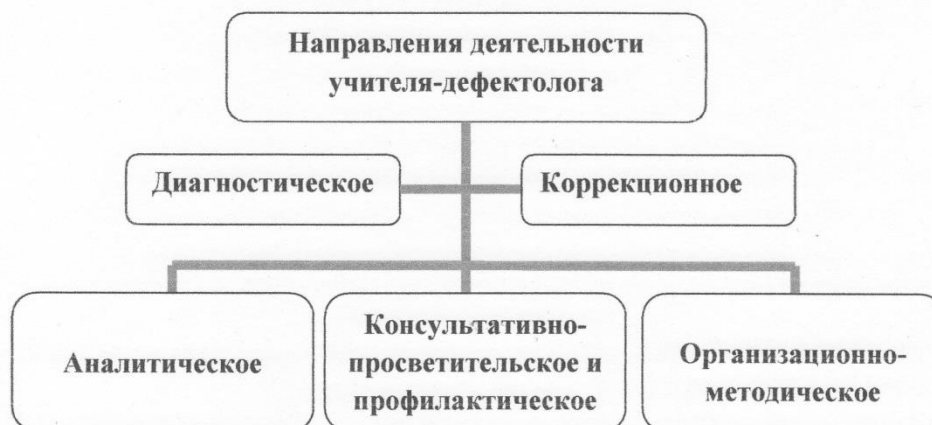 Направления деятельности
учителя-дефектолога
Диагностическое
Коррекционное
Аналитическое
Консультативно-
просветительское и
профилактическое
Организационно-
методическое